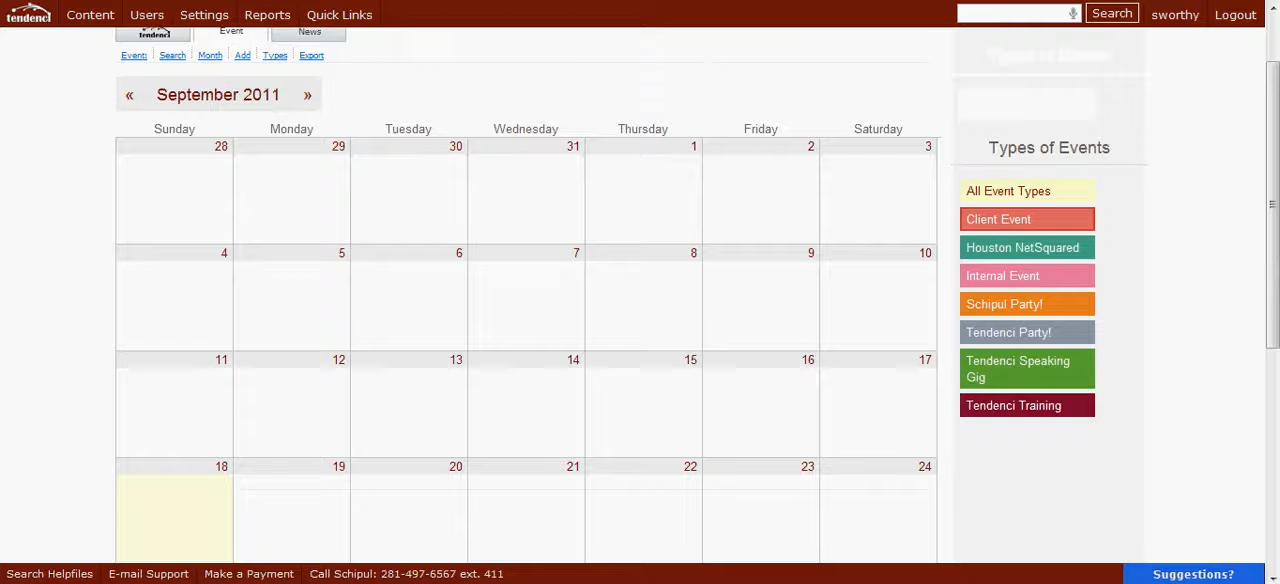 tendenci Content Users Settings Reports Quick Links Search sworthy Logout
tendenci Event News
Events Search Month Add Types Export
« September 2011 »
Sunday Monday Tuesday Wednesday Thursday Friday Saturday
28 29 30 31 1 2 3
4 5 6 7 8 9 10
11 12 13 14 15 16 17
18 19 20 21 22 23 24
Types of Events
All Event Types
Client Event
Houston NetSquared
Internal Event
Schipul Party!
Tendenci Party!
Tendenci Speaking
Gig
Tendenci Training
Search Helpfiles E-mail Support Make a Payment Call Schipul: 281-497-6567 ext. 411 Suggestions?